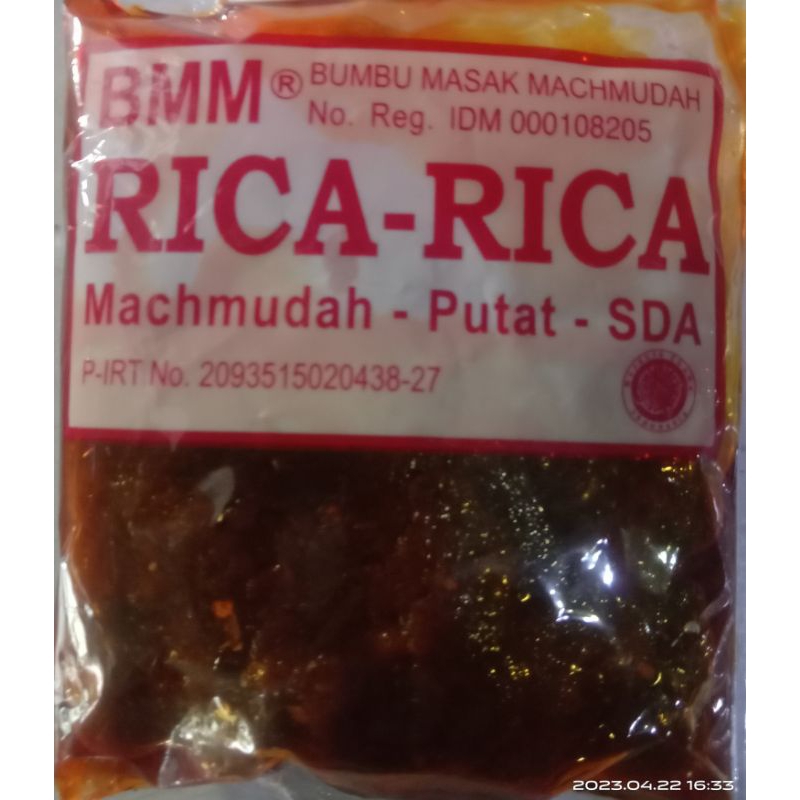 BMM® BUMBU MASAK MACHMUDAH
No. Reg. IDM 000108205
RICA-RICA
Machmudah - Putat - SDA
P-IRT No. 2093515020438-27
2023.04.22 16:33